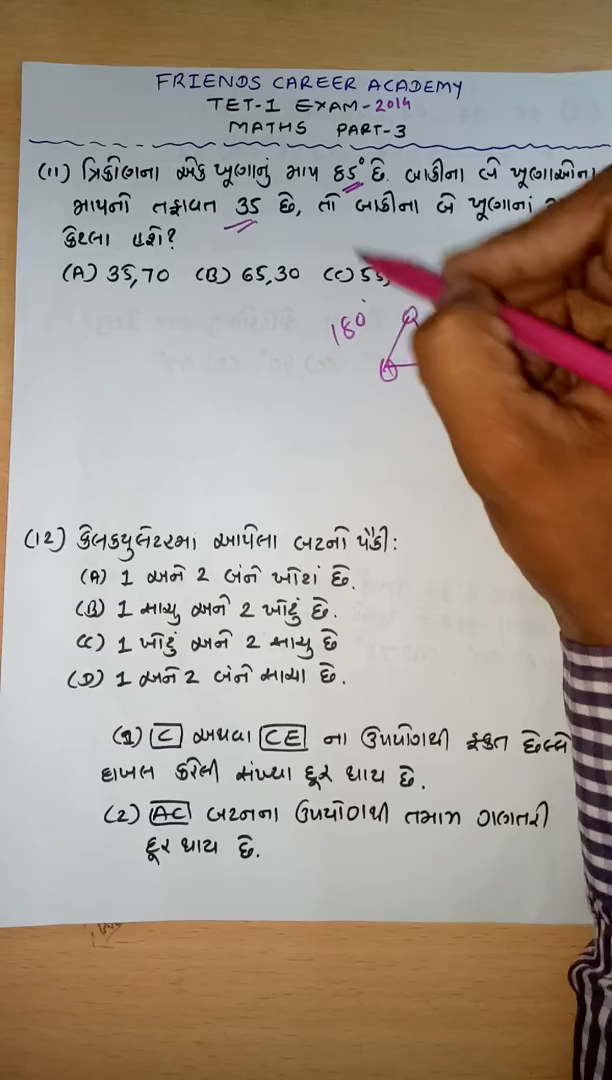 FRIENDS CAREER ACADEMY
TET-1 EXAM-2014
MATHS PART-3
(11) ત્રિકોણના એક ખૂણાનું માપ 85° છે. બાકીના બે ખૂણાઓના
માપનો તફાવત 35 છે, તો બાકીના બે ખૂણાનાં
કેટલા હશે?
(A) 35,70 (B) 65,30 (C) 55,
180°
(12) કેલક્યુલેટરમા આપેલા બટનો પૈકી:
(A) 1 અને 2 બંને ખોટાં છે.
(B) 1 સાચુ અને 2 ખોટું છે.
(C) 1 ખોટું અને 2 સાચુ છે
(D) 1 અને 2 બંને સાચા છે.
(1) C અથવા CE ના ઉપયોગથી ફક્ત છેલ્લે
દાખલ કરેલી સંખ્યા દૂર થાય છે.
(2) AC બટનના ઉપયોગથી તમામ ગણતરી
દૂર થાય છે.